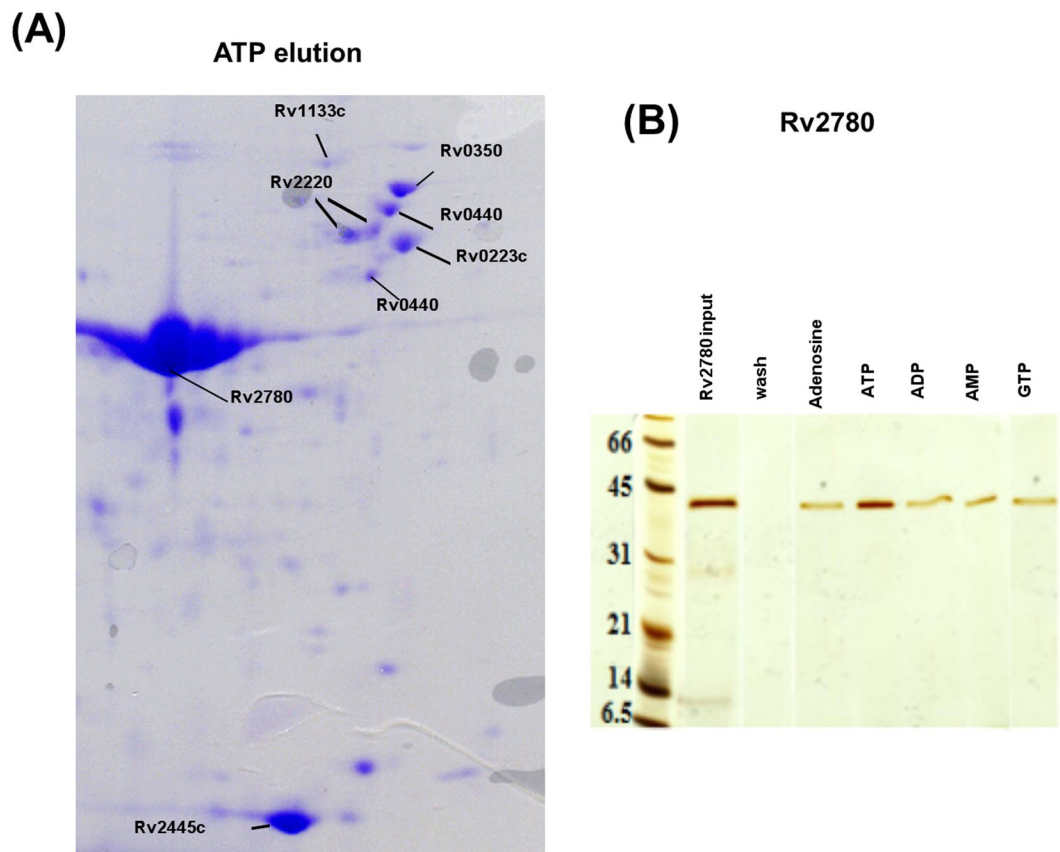 (A)
ATP elution
Rv1133c
Rv0350
Rv2220
Rv0440
Rv0223c
Rv0440
Rv2780
Rv2445c
(B)
Rv2780
Rv2780 input
wash
Adenosine
ATP
ADP
AMP
GTP
66
45
31
21
14
6.5